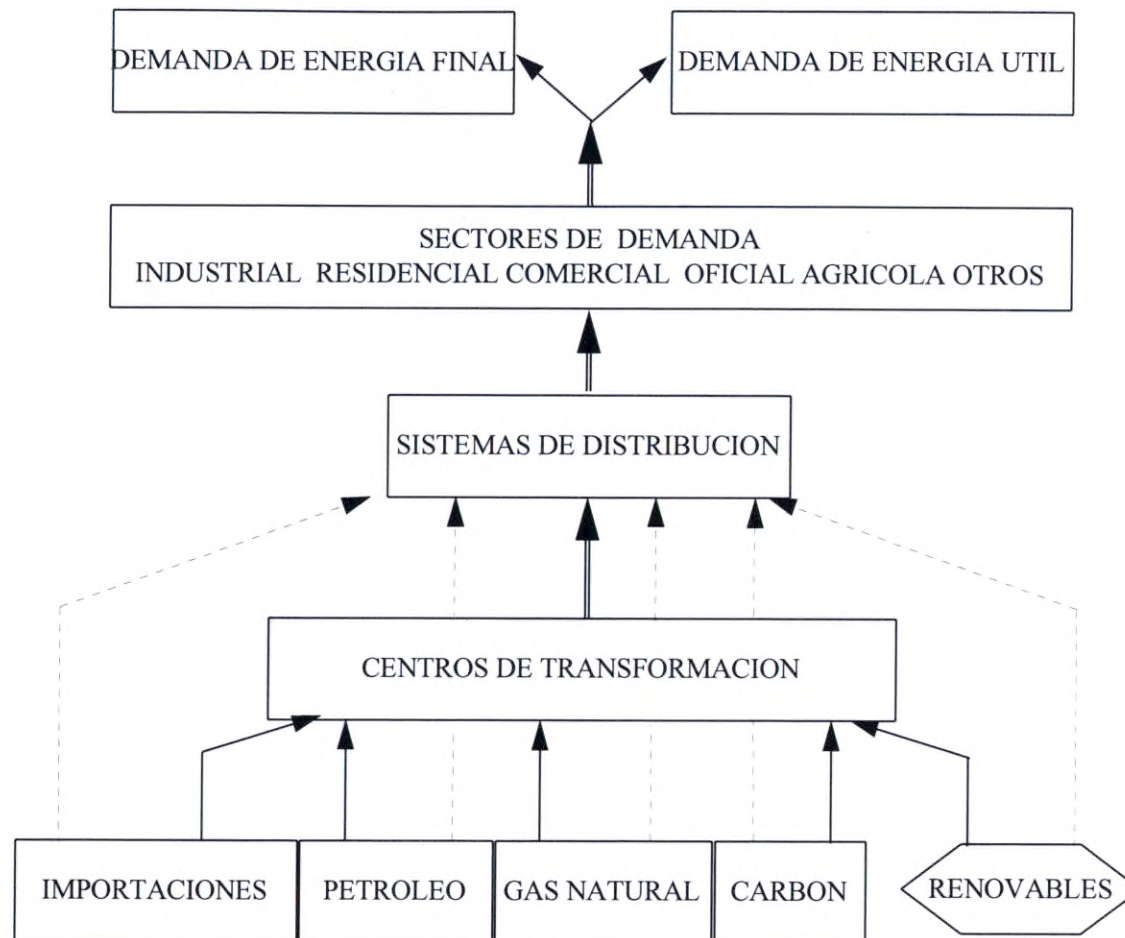 DEMANDA DE ENERGIA FINAL
DEMANDA DE ENERGIA UTIL
SECTORES DE DEMANDA
INDUSTRIAL RESIDENCIAL COMERCIAL OFICIAL AGRICOLA OTROS
SISTEMAS DE DISTRIBUCION
CENTROS DE TRANSFORMACION
IMPORTACIONES
PETROLEO
GAS NATURAL
CARBON
RENOVABLES